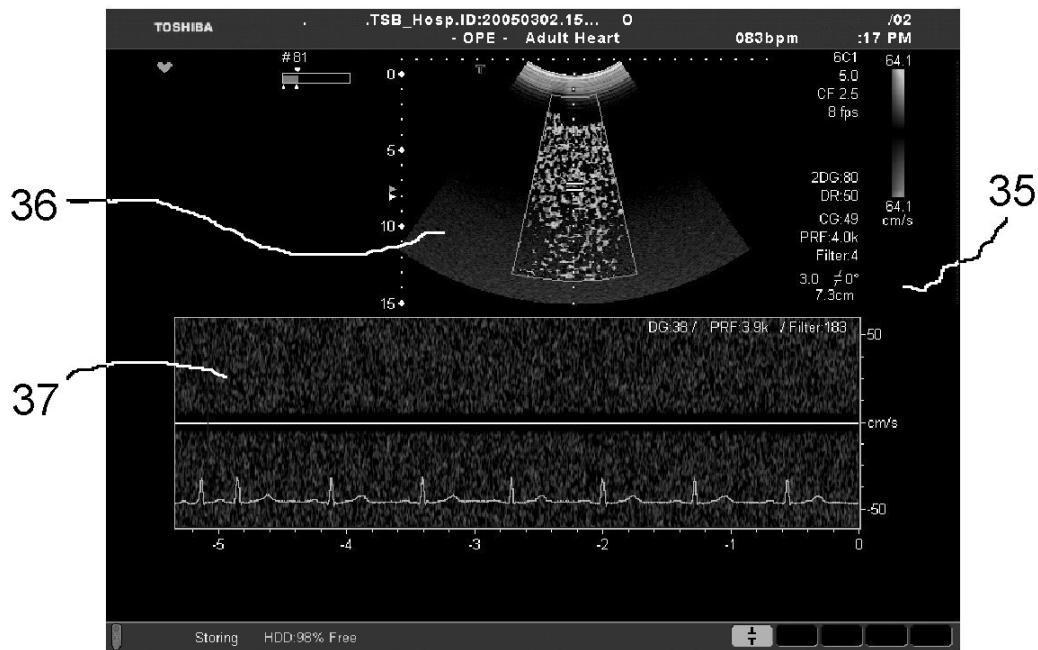 TOSHIBA
.
.TSB_Hosp.ID:20050302.15... O
/02
- OPE - Adult Heart
083bpm
:17 PM
#81
0
T
6C1
5.0
CF 2.5
8 fps
64.1
5
10
15
2DG:80
DR:50
CG:49
PRF:4.0k
Filter:4
3.0 ≠0°
7.3cm
64.1
cm/s
36
35
37
DG:38 / PRF:3.9k / Filter:183
50
cm/s
-50
-5
-4
-3
-2
-1
0
Storing HDD:98% Free